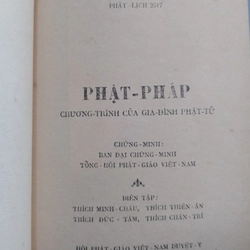 PHẬT-LỊCH 2517
PHẬT-PHÁP
CHƯƠNG-TRÌNH CỦA GIA-ĐÌNH PHẬT-TỬ
CHỨNG-MINH:
BAN ĐẠI CHỨNG-MINH
TỔNG-HỘI PHẬT-GIÁO VIỆT-NAM
BIÊN TẬP:
THÍCH MINH-CHÂU, THÍCH THIÊN-ÂN
THÍCH ĐỨC-TÂM, THÍCH CHÂN-TRÍ
HỘI PHẬT-GIÁO VIỆT-NAM DUYỆT-Y